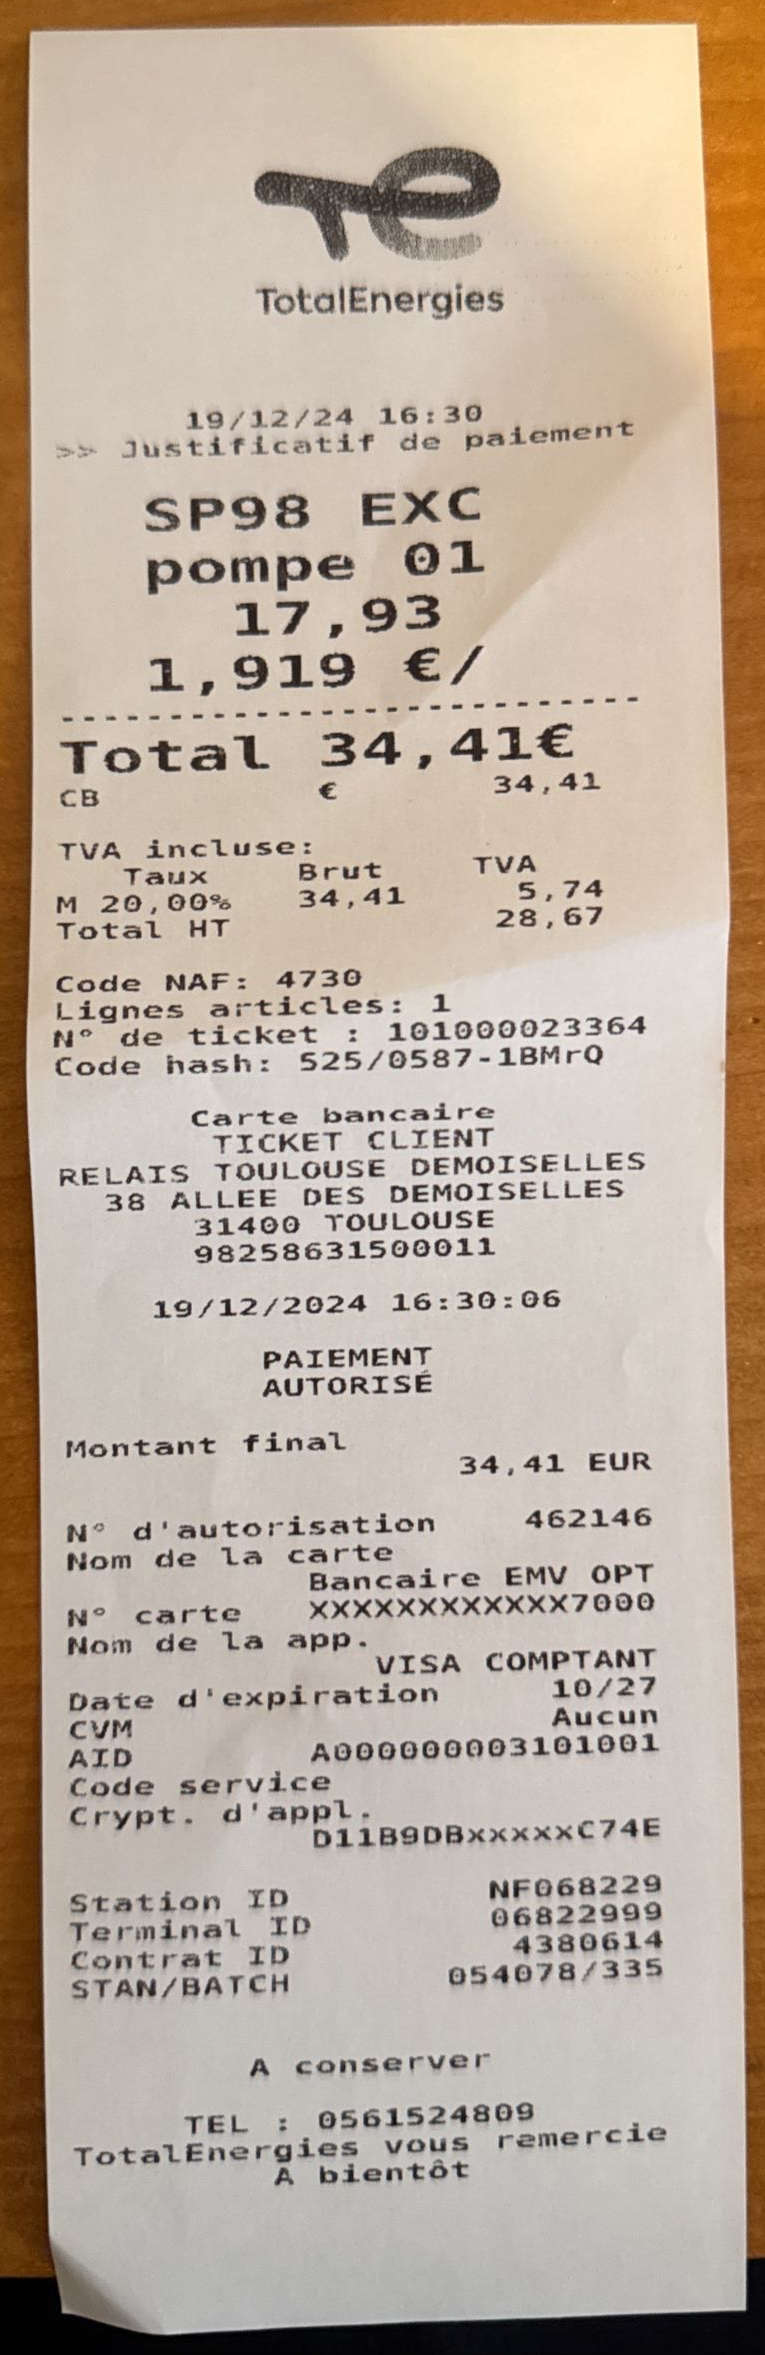 TotalEnergies
19/12/24 16:30
>> Justificatif de paiement
SP98 EXC
pompe 01
17,93
1,919 €/
Total 34,41€
CB € 34,41
TVA incluse:
Taux Brut TVA
M 20,00% 34,41 5,74
Total HT 28,67
Code NAF: 4730
Lignes articles: 1
N° de ticket : 101000023364
Code hash: 525/0587-1BMrQ
Carte bancaire
TICKET CLIENT
RELAIS TOULOUSE DEMOISELLES
38 ALLEE DES DEMOISELLES
31400 TOULOUSE
98258631500011
19/12/2024 16:30:06
PAIEMENT
AUTORISÉ
Montant final
34,41 EUR
N° d'autorisation 462146
Nom de la carte
Bancaire EMV OPT
N° carte XXXXXXXXXXXX7000
Nom de la app.
VISA COMPTANT
Date d'expiration 10/27
CVM Aucun
AID A0000000003101001
Code service
Crypt. d'appl.
D11B9DBxxxxxC74E
Station ID NF068229
Terminal ID 06822999
Contrat ID 4380614
STAN/BATCH 054078/335
A conserver
TEL : 0561524809
TotalEnergies vous remercie
A bientôt